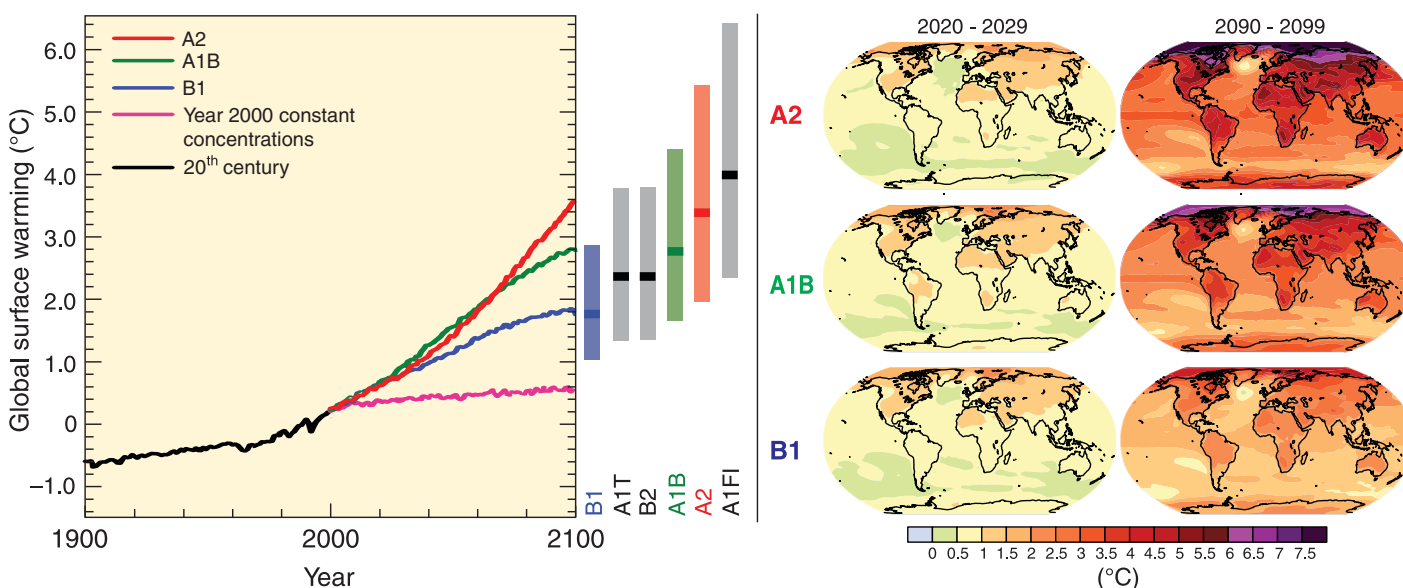 Global surface warming (°C)
6.0
5.0
4.0
3.0
2.0
1.0
0
–1.0
A2
A1B
B1
Year 2000 constant
concentrations
20th century
1900
2000
2100
Year
B1
A1T
B2
A1B
A2
A1FI
2020 - 2029
2090 - 2099
A2
A1B
B1
0 0.5 1 1.5 2 2.5 3 3.5 4 4.5 5 5.5 6 6.5 7 7.5
(°C)